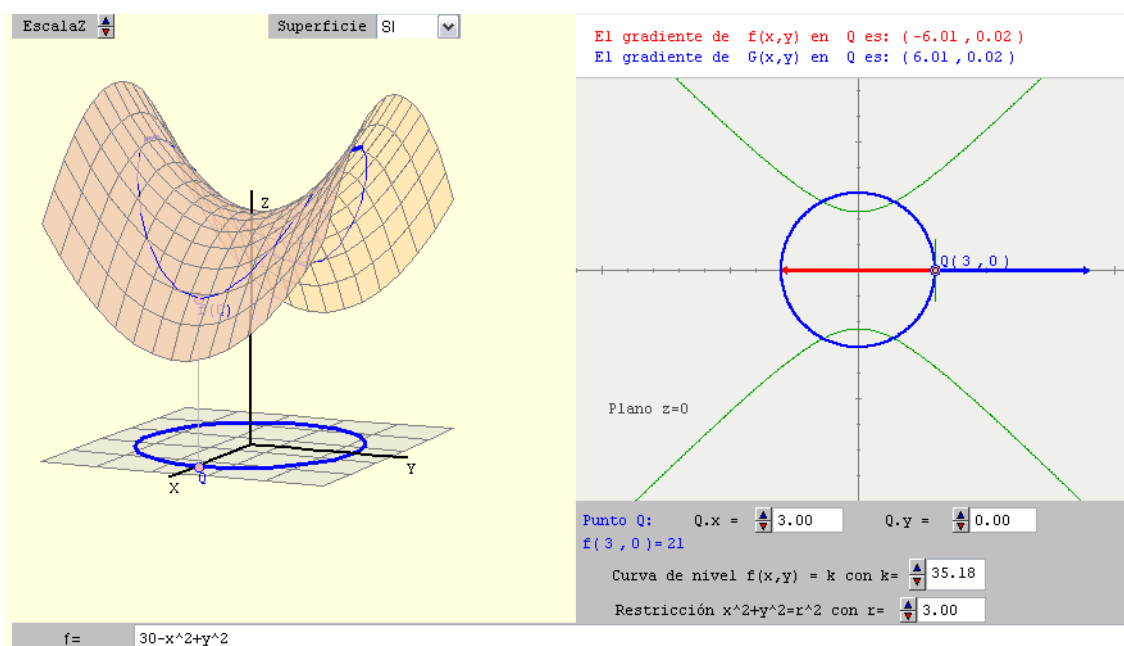 EscalaZ Superficie SI
El gradiente de f(x,y) en Q es: (-6.01,0.02)
El gradiente de G(x,y) en Q es: (6.01,0.02)
Z
f(Q)
Y
X
Q
Q(3,0)
Plano z=0
Punto Q: Q.x = 3.00 Q.y = 0.00
f(3,0)=21
Curva de nivel f(x,y) = k con k= 35.18
Restricción x^2+y^2=r^2 con r= 3.00
f= 30-x^2+y^2